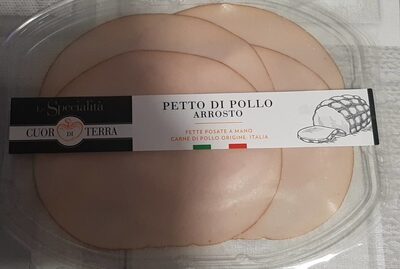 Le Specialità
CUOR DI TERRA
PETTO DI POLLO
ARROSTO
FETTE POSATE A MANO
CARNE DI POLLO ORIGINE: ITALIA